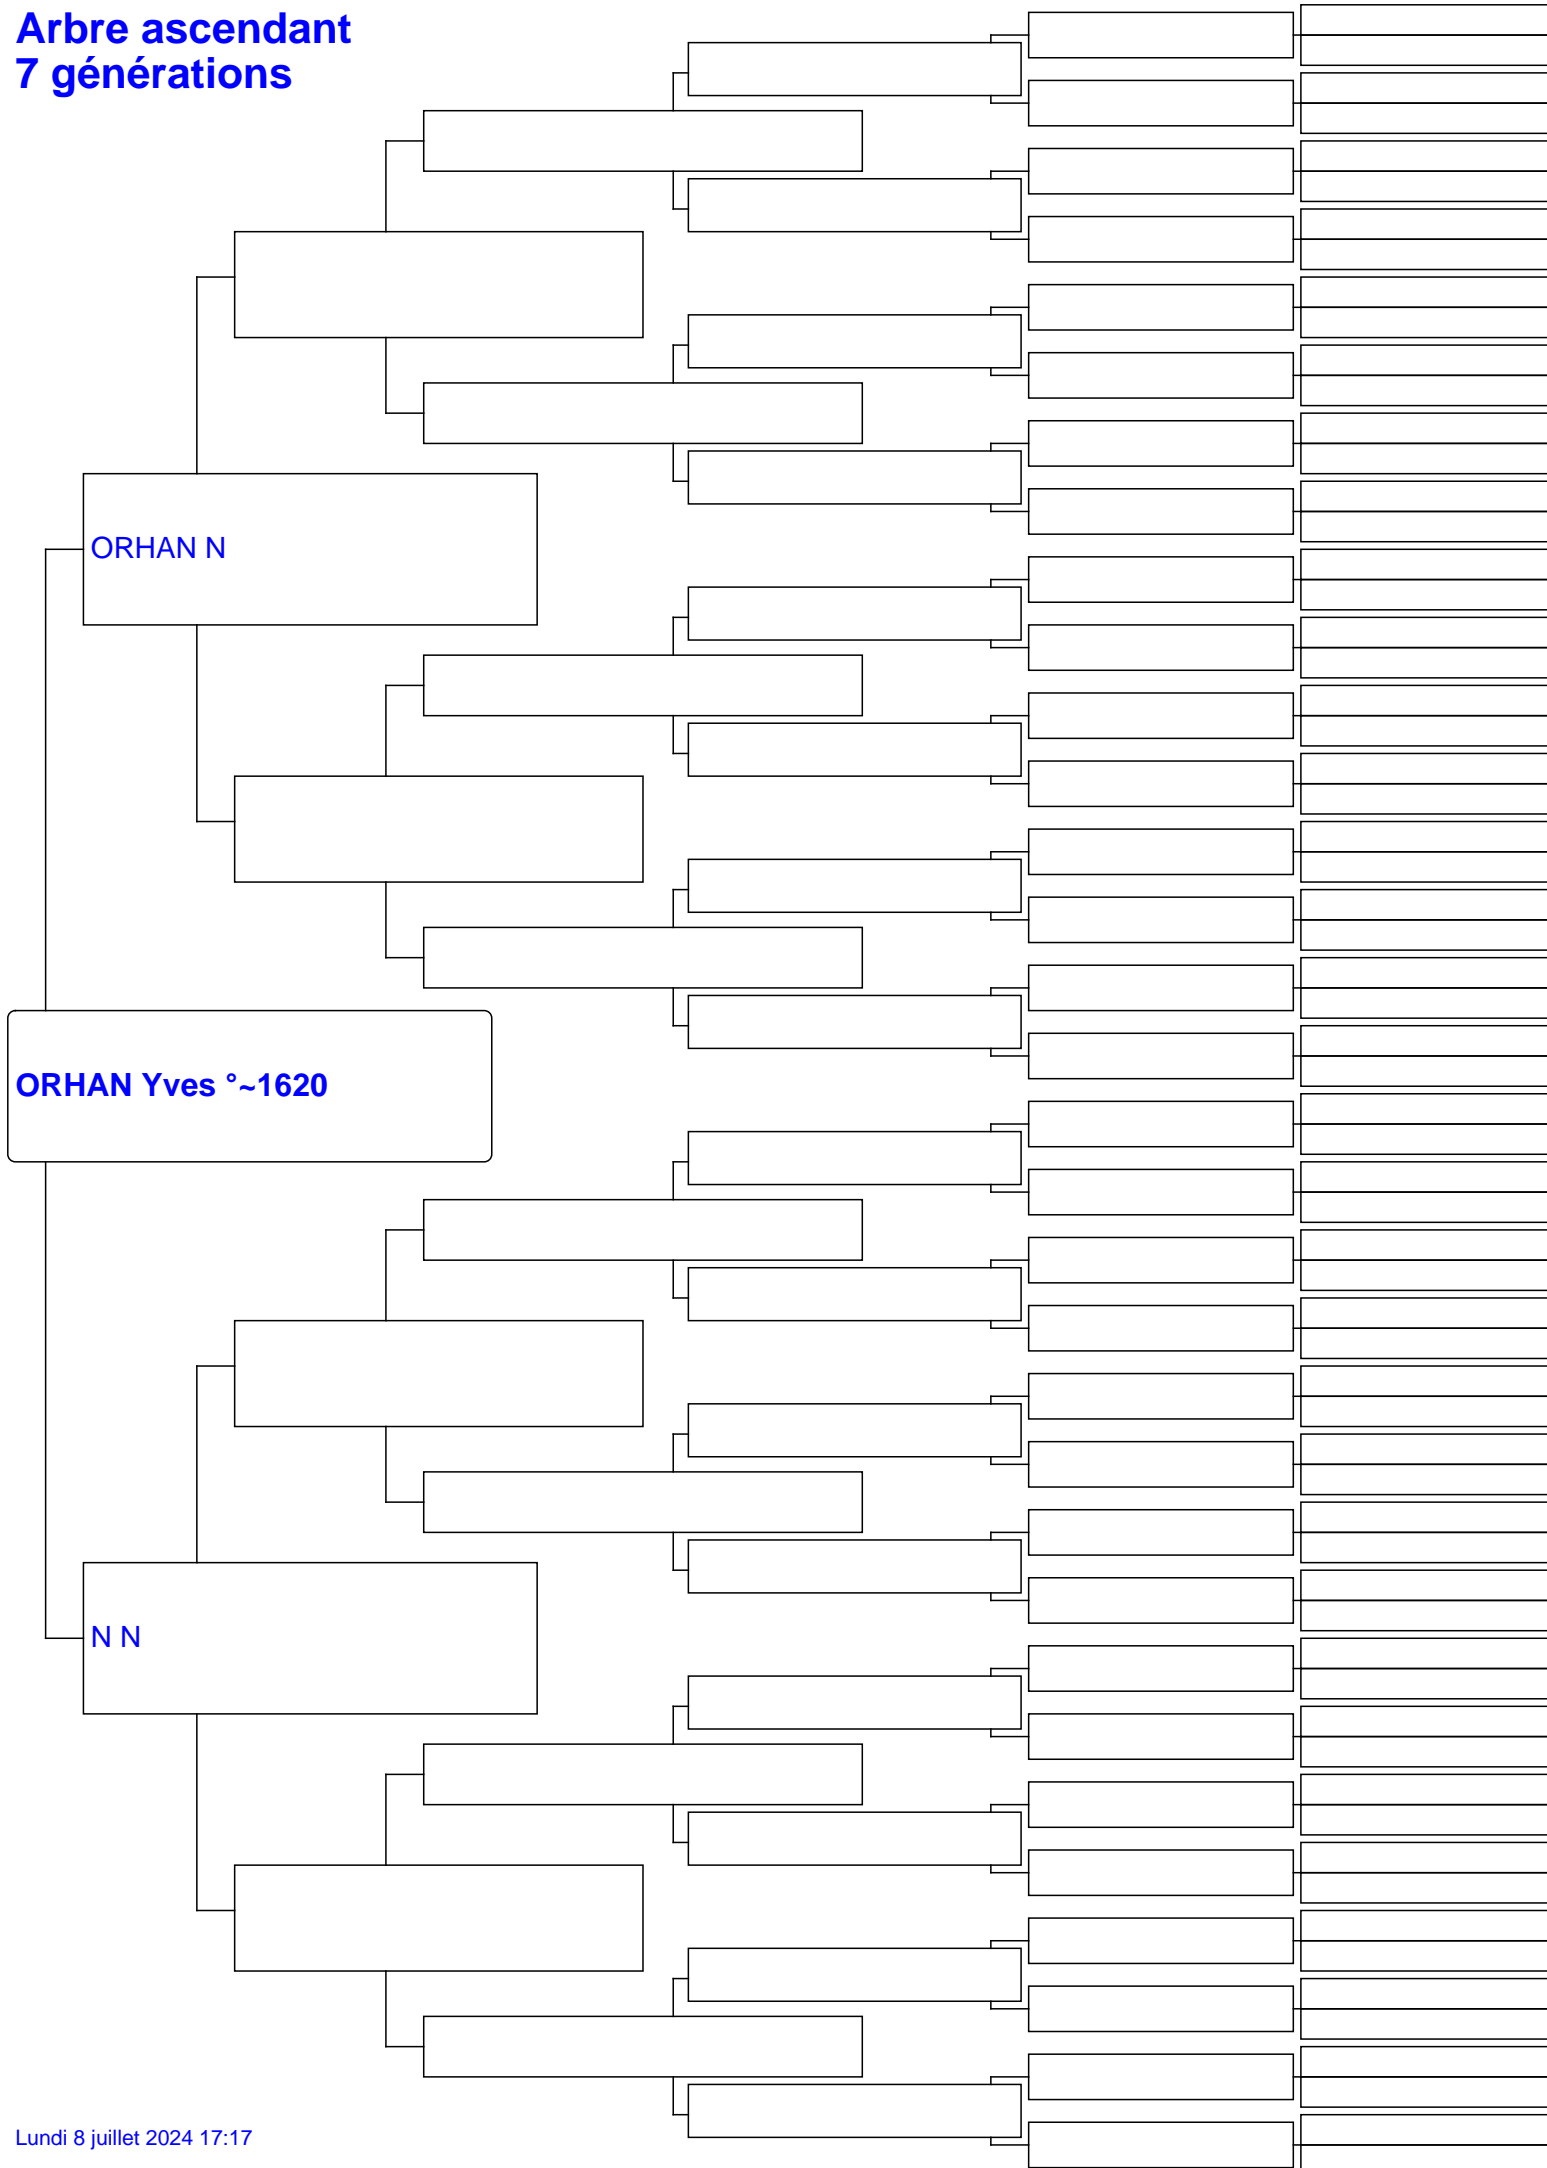 Arbre ascendant
7 générations
ORHAN N
ORHAN Yves °~1620
N N
Lundi 8 juillet 2024 17:17